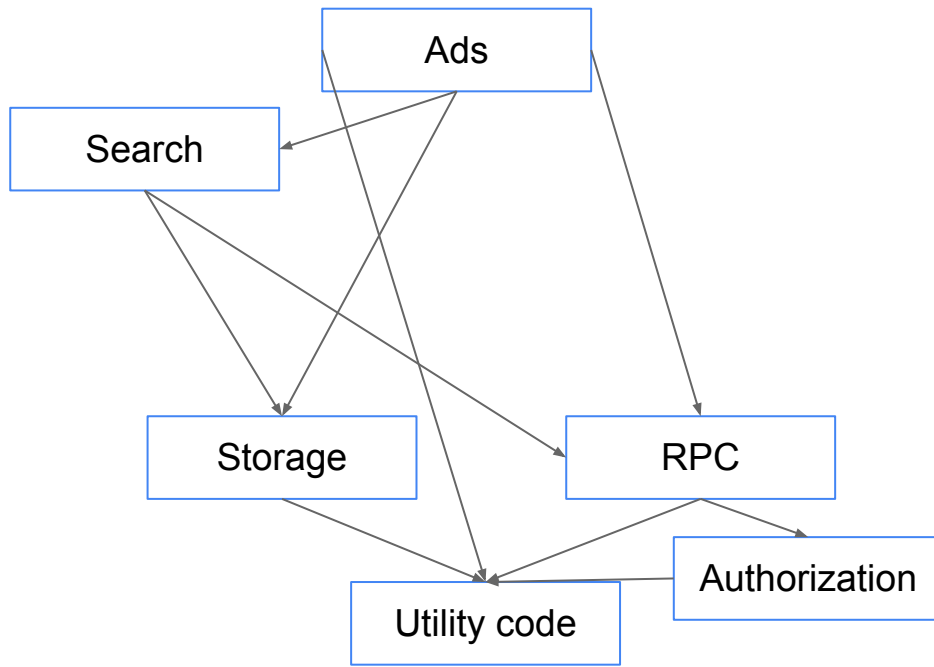 Ads
Search
Storage
RPC
Authorization
Utility code